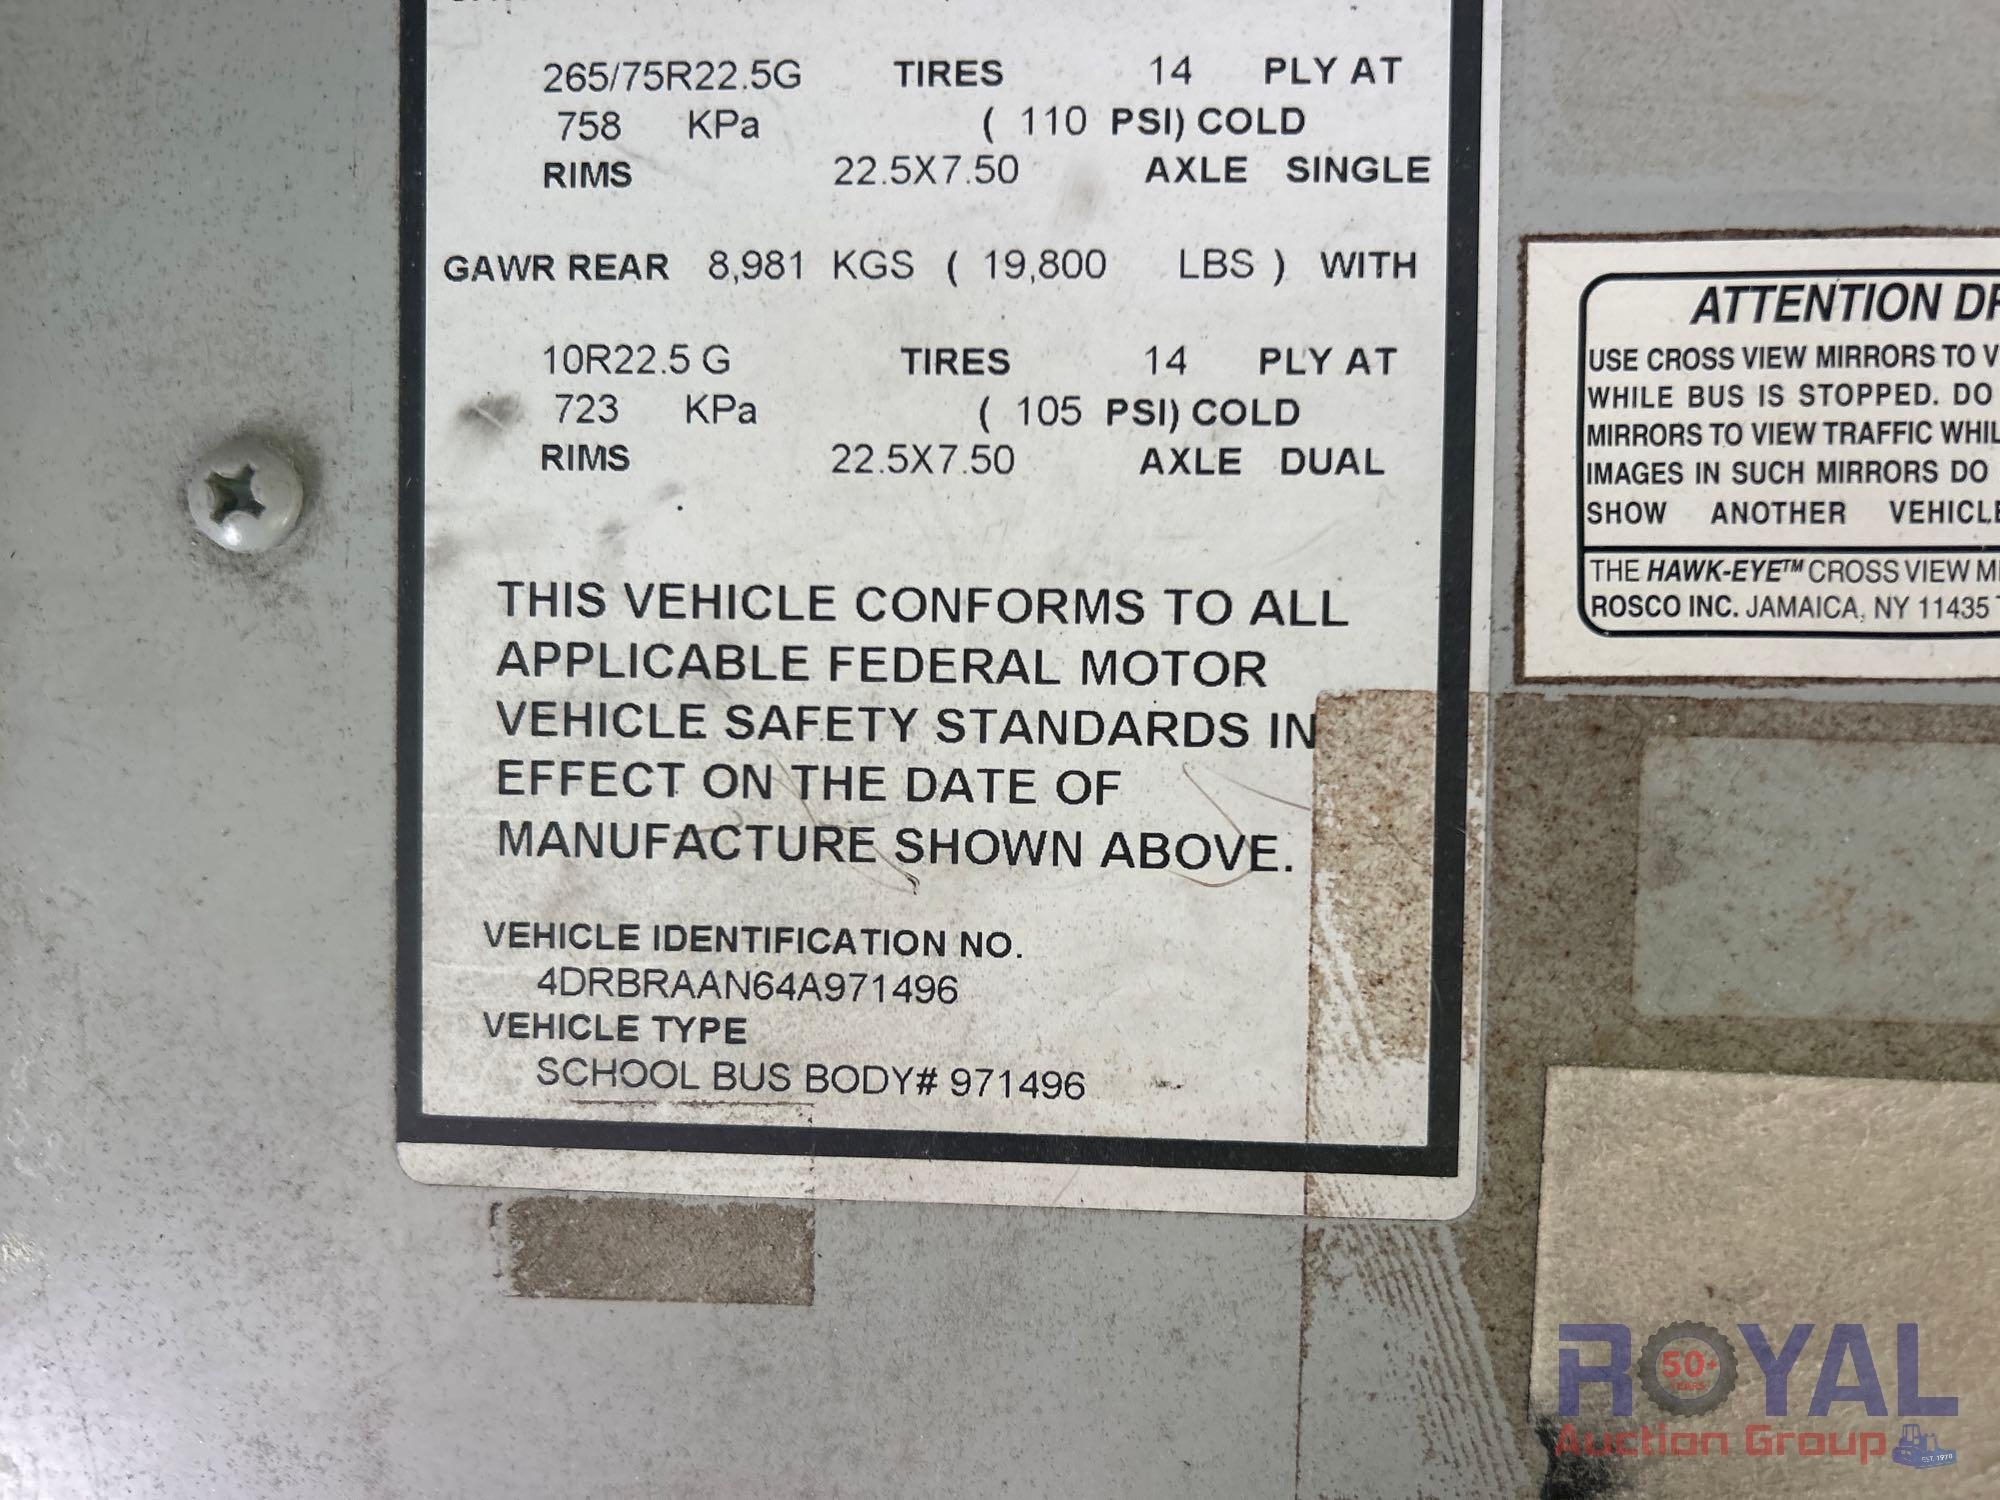 265/75R22.5G TIRES 14 PLY AT
758 KPa ( 110 PSI) COLD
RIMS 22.5X7.50 AXLE SINGLE
GAWR REAR 8,981 KGS ( 19,800 LBS ) WITH
10R22.5 G TIRES 14 PLY AT
723 KPa ( 105 PSI) COLD
RIMS 22.5X7.50 AXLE DUAL
THIS VEHICLE CONFORMS TO ALL
APPLICABLE FEDERAL MOTOR
VEHICLE SAFETY STANDARDS IN
EFFECT ON THE DATE OF
MANUFACTURE SHOWN ABOVE.
VEHICLE IDENTIFICATION NO.
4DRBRAAN64A971496
VEHICLE TYPE
SCHOOL BUS BODY# 971496
ATTENTION
USE CROSS VIEW MIRRORS TO
WHILE BUS IS STOPPED. DO
MIRRORS TO VIEW TRAFFIC
IMAGES IN SUCH MIRRORS DO
SHOW ANOTHER
THE HAWK-EYE™ CROSS VIEW
ROSCO INC. JAMAICA, NY 11435
ROYAL
50+
YEARS
Auction Group
EST. 1970